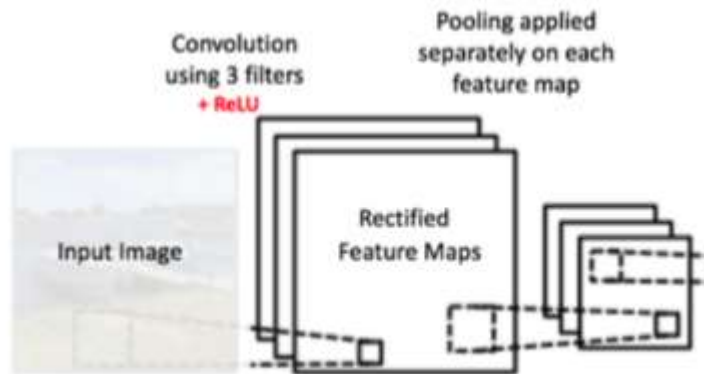 Convolution
using 3 filters
+ ReLU
Pooling applied
separately on each
feature map
Input Image
Rectified
Feature Maps